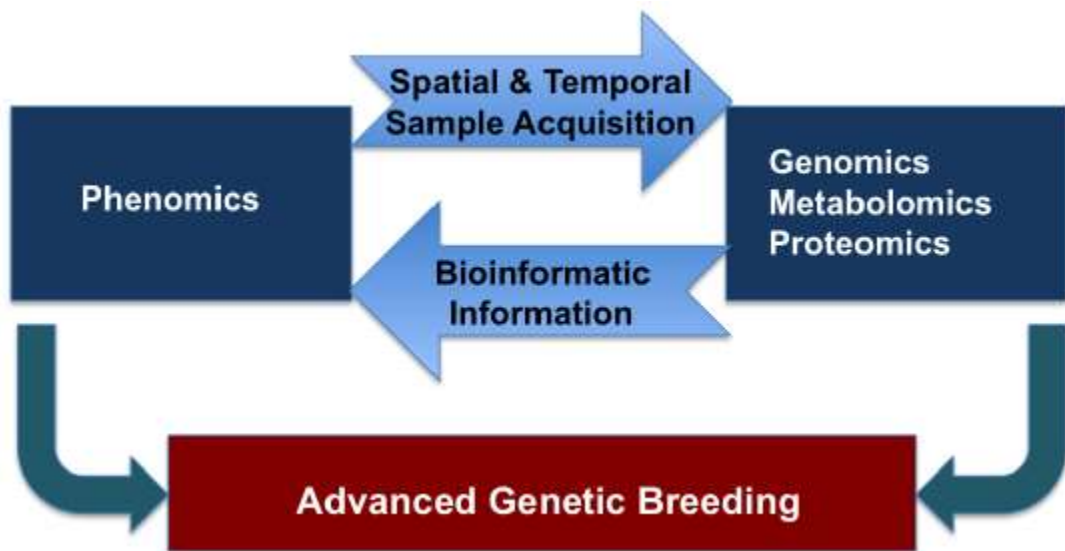 Spatial & Temporal
Sample Acquisition
Phenomics
Genomics
Metabolomics
Proteomics
Bioinformatic
Information
Advanced Genetic Breeding